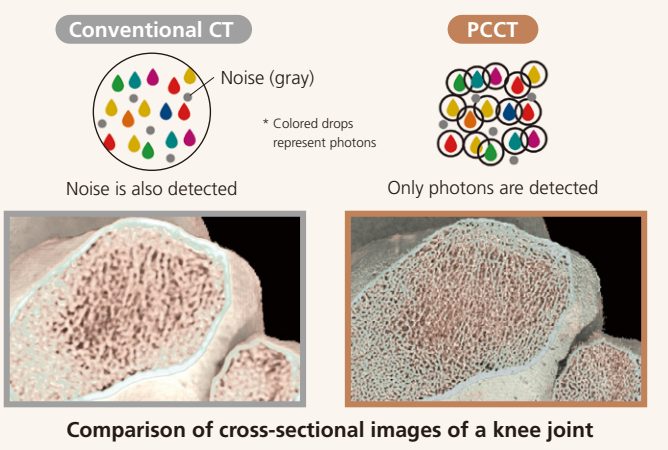 Conventional CT
PCCT
Noise (gray)
* Colored drops
represent photons
Noise is also detected
Only photons are detected
Comparison of cross-sectional images of a knee joint